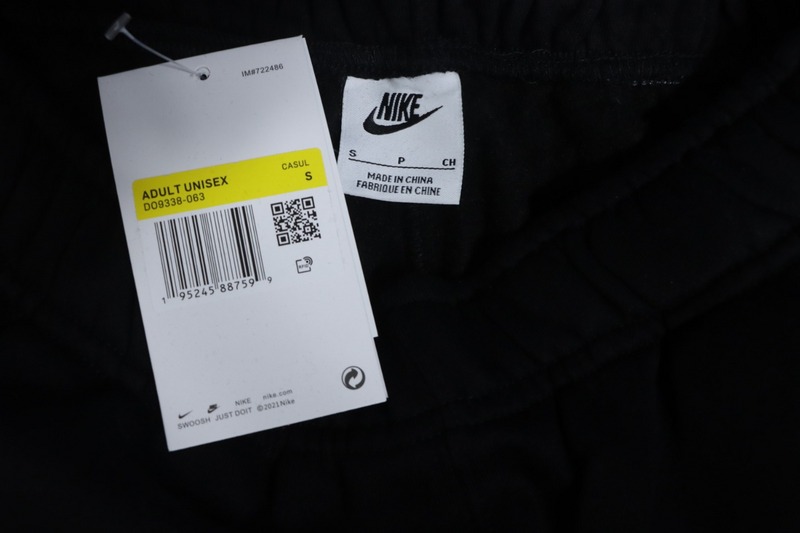 IM#722486
CASUL
ADULT UNISEX S
DO9338-063
1 95245 88759 9
RFID
NIKE nike.com
SWOOSH JUST DO IT ©2021 Nike
NIKE
S P CH
MADE IN CHINA
FABRIQUE EN CHINE